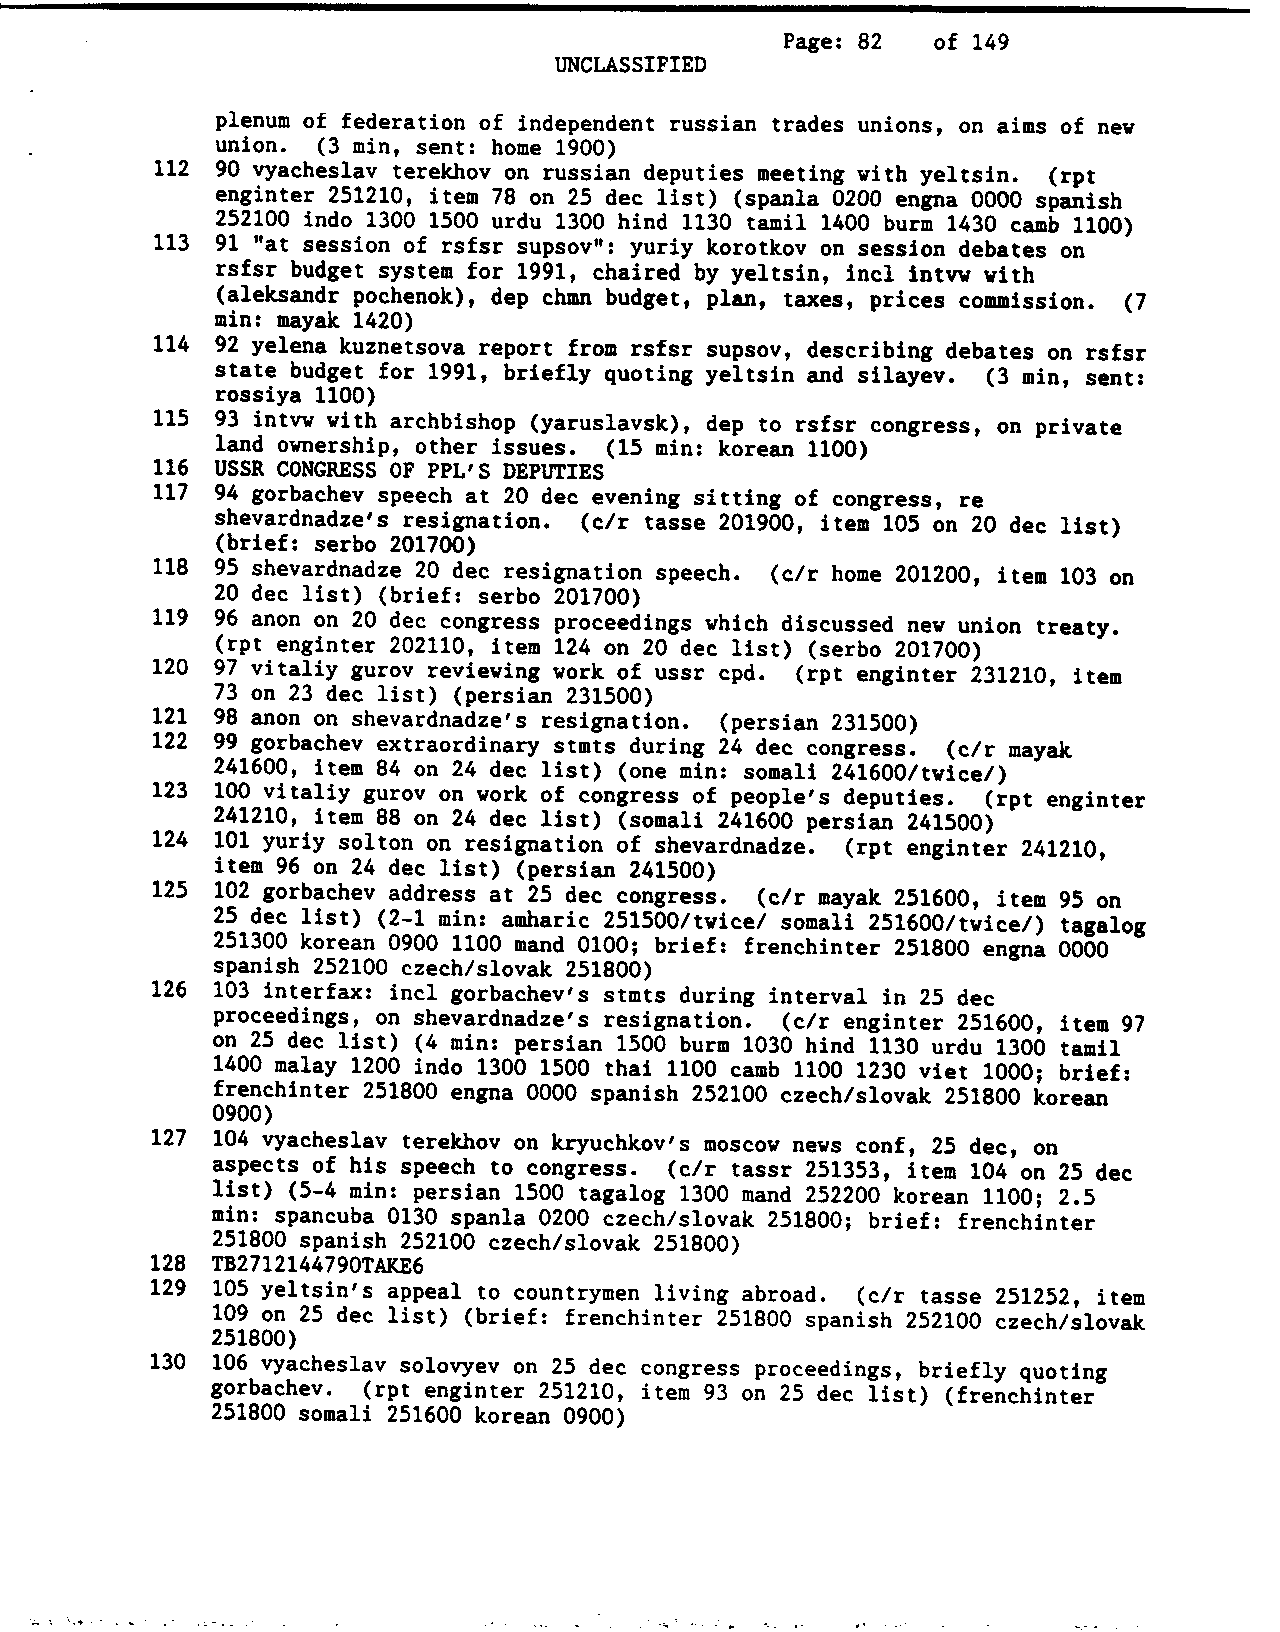 Page: 82 of 149
UNCLASSIFIED
plenum of federation of independent russian trades unions, on aims of new
union. (3 min, sent: home 1900)
112 90 vyacheslav terekhov on russian deputies meeting with yeltsin. (rpt
enginter 251210, item 78 on 25 dec list) (spanla 0200 engna 0000 spanish
252100 indo 1300 1500 urdu 1300 hind 1130 tamil 1400 burm 1430 camb 1100)
113 91 "at session of rsfsr supsov": yuriy korotkov on session debates on
rsfsr budget system for 1991, chaired by yeltsin, incl intvw with
(aleksandr pochenok), dep chmn budget, plan, taxes, prices commission. (7
min: mayak 1420)
114 92 yelena kuznetsova report from rsfsr supsov, describing debates on rsfsr
state budget for 1991, briefly quoting yeltsin and silayev. (3 min, sent:
rossiya 1100)
115 93 intvw with archbishop (yaruslavsk), dep to rsfsr congress, on private
land ownership, other issues. (15 min: korean 1100)
116 USSR CONGRESS OF PPL'S DEPUTIES
117 94 gorbachev speech at 20 dec evening sitting of congress, re
shevardnadze's resignation. (c/r tasse 201900, item 105 on 20 dec list)
(brief: serbo 201700)
118 95 shevardnadze 20 dec resignation speech. (c/r home 201200, item 103 on
20 dec list) (brief: serbo 201700)
119 96 anon on 20 dec congress proceedings which discussed new union treaty.
(rpt enginter 202110, item 124 on 20 dec list) (serbo 201700)
120 97 vitaliy gurov reviewing work of ussr cpd. (rpt enginter 231210, item
73 on 23 dec list) (persian 231500)
121 98 anon on shevardnadze's resignation. (persian 231500)
122 99 gorbachev extraordinary stmts during 24 dec congress. (c/r mayak
241600, item 84 on 24 dec list) (one min: somali 241600/twice/)
123 100 vitaliy gurov on work of congress of people's deputies. (rpt enginter
241210, item 88 on 24 dec list) (somali 241600 persian 241500)
124 101 yuriy solton on resignation of shevardnadze. (rpt enginter 241210,
item 96 on 24 dec list) (persian 241500)
125 102 gorbachev address at 25 dec congress. (c/r mayak 251600, item 95 on
25 dec list) (2-1 min: amharic 251500/twice/ somali 251600/twice/) tagalog
251300 korean 0900 1100 mand 0100; brief: frenchinter 251800 engna 0000
spanish 252100 czech/slovak 251800)
126 103 interfax: incl gorbachev's stmts during interval in 25 dec
proceedings, on shevardnadze's resignation. (c/r enginter 251600, item 97
on 25 dec list) (4 min: persian 1500 burm 1030 hind 1130 urdu 1300 tamil
1400 malay 1200 indo 1300 1500 thai 1100 camb 1100 1230 viet 1000; brief:
frenchinter 251800 engna 0000 spanish 252100 czech/slovak 251800 korean
0900)
127 104 vyacheslav terekhov on kryuchkov's moscow news conf, 25 dec, on
aspects of his speech to congress. (c/r tassr 251353, item 104 on 25 dec
list) (5-4 min: persian 1500 tagalog 1300 mand 252200 korean 1100; 2.5
min: spancuba 0130 spanla 0200 czech/slovak 251800; brief: frenchinter
251800 spanish 252100 czech/slovak 251800)
128 TB2712144790TAKE6
129 105 yeltsin's appeal to countrymen living abroad. (c/r tasse 251252, item
109 on 25 dec list) (brief: frenchinter 251800 spanish 252100 czech/slovak
251800)
130 106 vyacheslav solovyev on 25 dec congress proceedings, briefly quoting
gorbachev. (rpt enginter 251210, item 93 on 25 dec list) (frenchinter
251800 somali 251600 korean 0900)